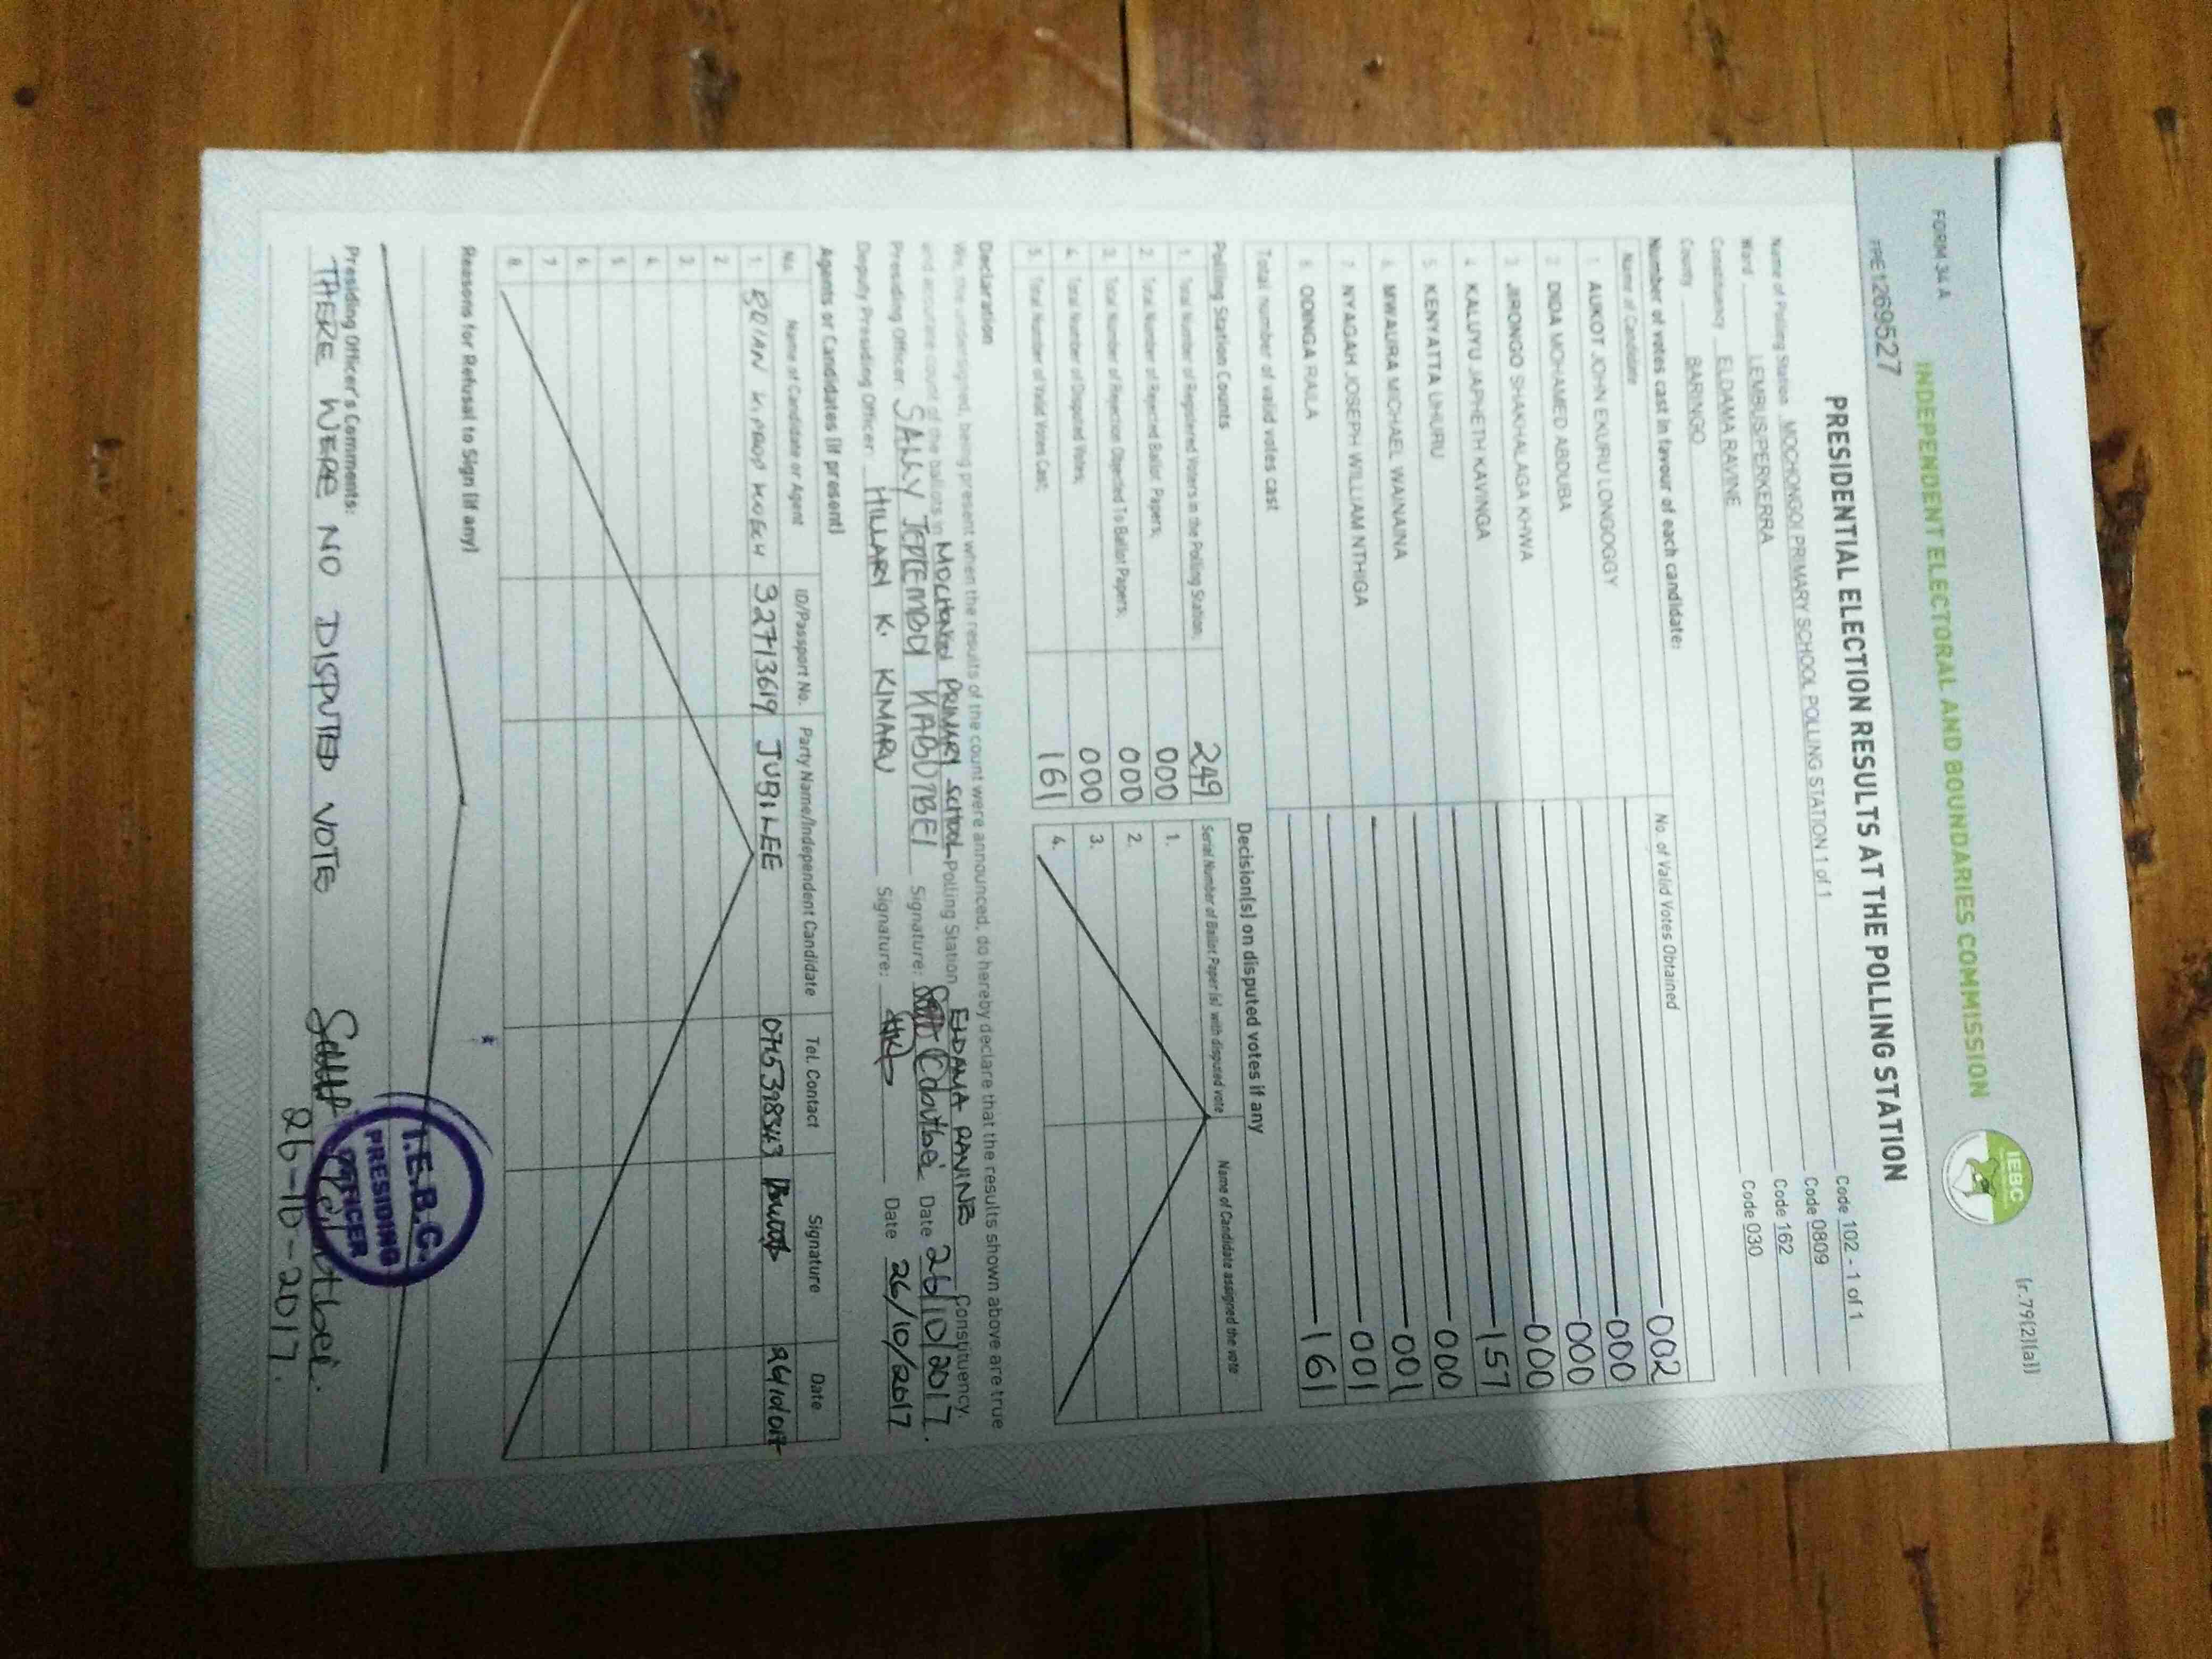 FORM 34 A
(r.79(2)(a))
INDEPENDENT ELECTORAL AND BOUNDARIES COMMISSION
IEBC
PRE1269527
PRESIDENTIAL ELECTION RESULTS AT THE POLLING STATION
Name of Polling Station MOCHONGOI PRIMARY SCHOOL POLLING STATION 1 of 1 Code 102 - 1 of 1
Ward LEMBUS/PERKERRA Code 0809
Constituency ELDAMA RAVINE Code 162
County BARINGO Code 030
Number of votes cast in favour of each candidate:
Name of Candidate No. of Valid Votes Obtained
1 AUKOT JOHN EKURU LONGOGGY 002
2 DIDA MOHAMED ABDUBA 000
3 JIRONGO SHAKHALAGA KHWA 000
4 KALUYU JAPHETH KAVINGA 000
5 KENYATTA UHURU 157
6 MWAURA MICHAEL WAINAINA 000
7 NYAGAH JOSEPH WILLIAM NTHIGA 001
8 ODINGA RAILA 001
Total number of valid votes cast 161
Polling Station Counts
1. Total Number of Registered Voters in the Polling Station; 249
2. Total Number of Rejected Ballot Papers; 000
3. Total Number of Rejection Objected To Ballot Papers; 000
4. Total Number of Disputed Votes; 000
5. Total Number of Valid Votes Cast; 161
Decision(s) on disputed votes if any
Serial Number of Ballot Paper (s) with disputed vote Name of Candidate assigned the vote
1.
2.
3.
4.
Declaration
We, the undersigned, being present when the results of the count were announced, do hereby declare that the results shown above are true
and accurate count of the ballots in MOCHONGOI PRIMARY SCHOOL Polling Station ELDAMA RAVINE Constituency.
Presiding Officer SALLY JEPTEMBOI KABUTBEI Signature: Date 26/10/2017.
Deputy Presiding Officer: HILLARY K. KIMARU Signature: Date 26/10/2017
Agents or Candidates (if present)
No. Name of Candidate or Agent ID/Passport No. Party Name/Independent Candidate Tel. Contact Signature Date
1. BRIAN KIPROP KOECH 32713619 JUBILEE 0715398343
2.
3.
4.
5.
6.
7.
8.
Reasons for Refusal to Sign (if any)
Presiding Officer's Comments:
THERE WERE NO DISPUTED VOTE
I.E.B.C.
PRESIDING
OFFICER
26-10-2017.